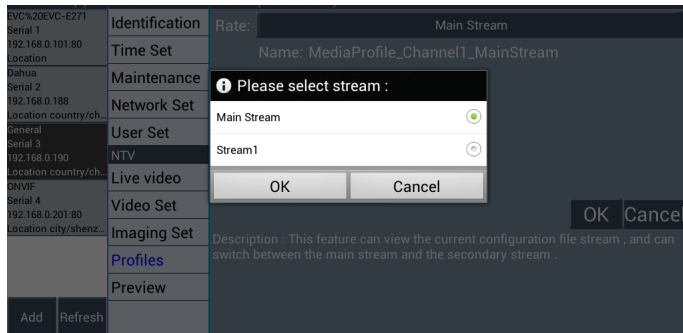 EVC%20EVC-E271
Serial 1
192.168.0.101:80
Location
Dahua
Serial 2
192.168.0.188
Location country/ch...
General
Serial 3
192.168.0.190
Location country/ch...
ONVIF
Serial 4
192.168.0.201:80
Location city/shenz...
Add Refresh
Identification
Time Set
Maintenance
Network Set
User Set
NTV
Live video
Video Set
Imaging Set
Profiles
Preview
Rate: Main Stream
Name: MediaProfile_Channel1_MainStream
Please select stream :
Main Stream
Stream1
OK Cancel
OK Cance
Description : This feature can view the current configuration file stream , and can
switch between the main stream and the secondary stream .